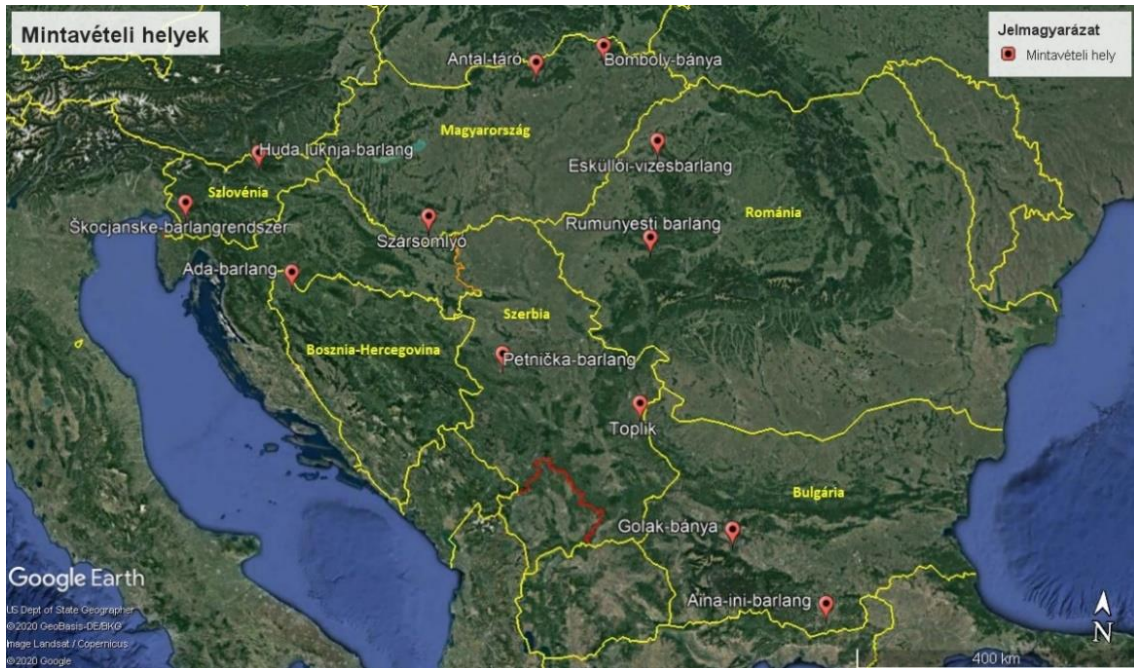 Mintavételi helyek
Jelmagyarázat
Mintavételi hely
Antal-táró
Bomboly-bánya
Magyarország
Huda luknja-barlang
Esküllői-vizesbarlang
Szlovénia
Románia
Škocjanske-barlangrendszer
Szársomlyó
Rumunyesti barlang
Ada-barlang
Szerbia
Bosznia-Hercegovina
Petnička-barlang
Toplik
Bulgária
Golak-bánya
Aïna-ini-barlang
Google Earth
US Dept of State Geographer
©2020 GeoBasis-DE/BKG
Image Landsat / Copernicus
©2020 Google
N
400 km